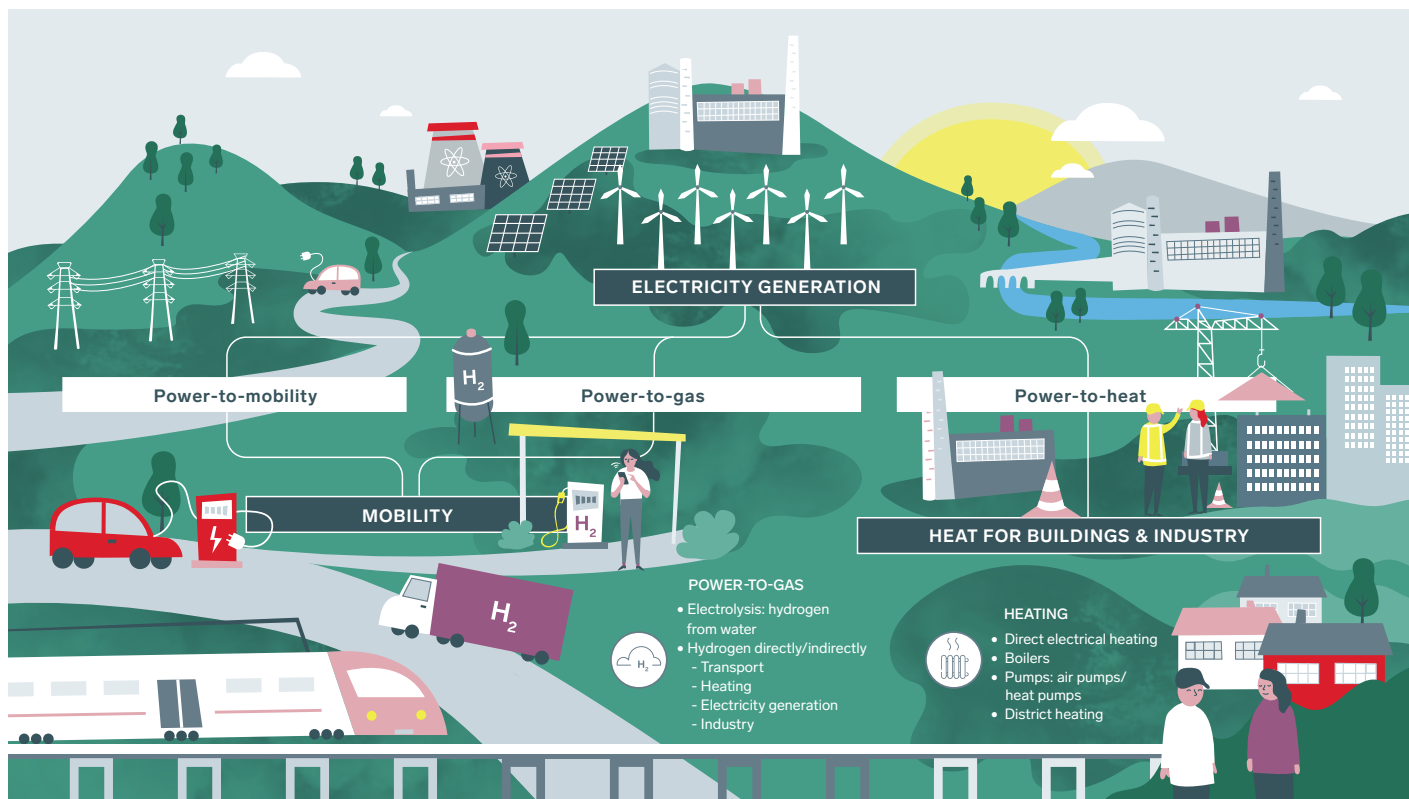 ELECTRICITY GENERATION
Power-to-mobility
H2
Power-to-gas
Power-to-heat
MOBILITY
H2
HEAT FOR BUILDINGS & INDUSTRY
H2
POWER-TO-GAS
• Electrolysis: hydrogen
from water
• Hydrogen directly/indirectly
- Transport
- Heating
- Electricity generation
- Industry
H2
HEATING
• Direct electrical heating
• Boilers
• Pumps: air pumps/
heat pumps
• District heating